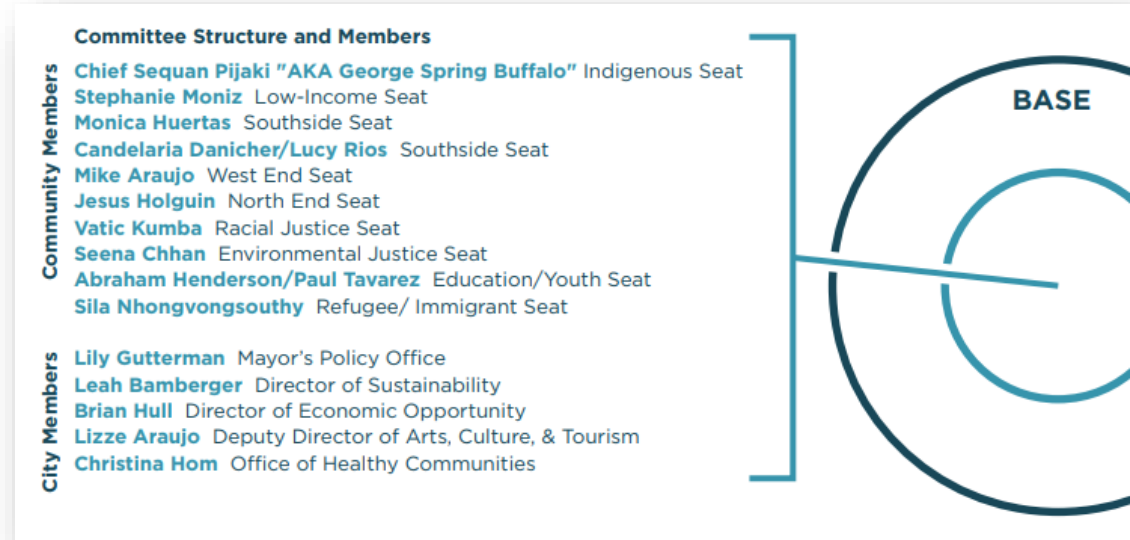 Committee Structure and Members
Community Members
Chief Sequan Pijaki "AKA George Spring Buffalo" Indigenous Seat
Stephanie Moniz Low-Income Seat
Monica Huertas Southside Seat
Candelaria Danicher/Lucy Rios Southside Seat
Mike Araujo West End Seat
Jesus Holguin North End Seat
Vatic Kumba Racial Justice Seat
Seena Chhan Environmental Justice Seat
Abraham Henderson/Paul Tavarez Education/Youth Seat
Sila Nhongvongsouthy Refugee/ Immigrant Seat
City Members
Lily Gutterman Mayor’s Policy Office
Leah Bamberger Director of Sustainability
Brian Hull Director of Economic Opportunity
Lizze Araujo Deputy Director of Arts, Culture, & Tourism
Christina Hom Office of Healthy Communities
BASE